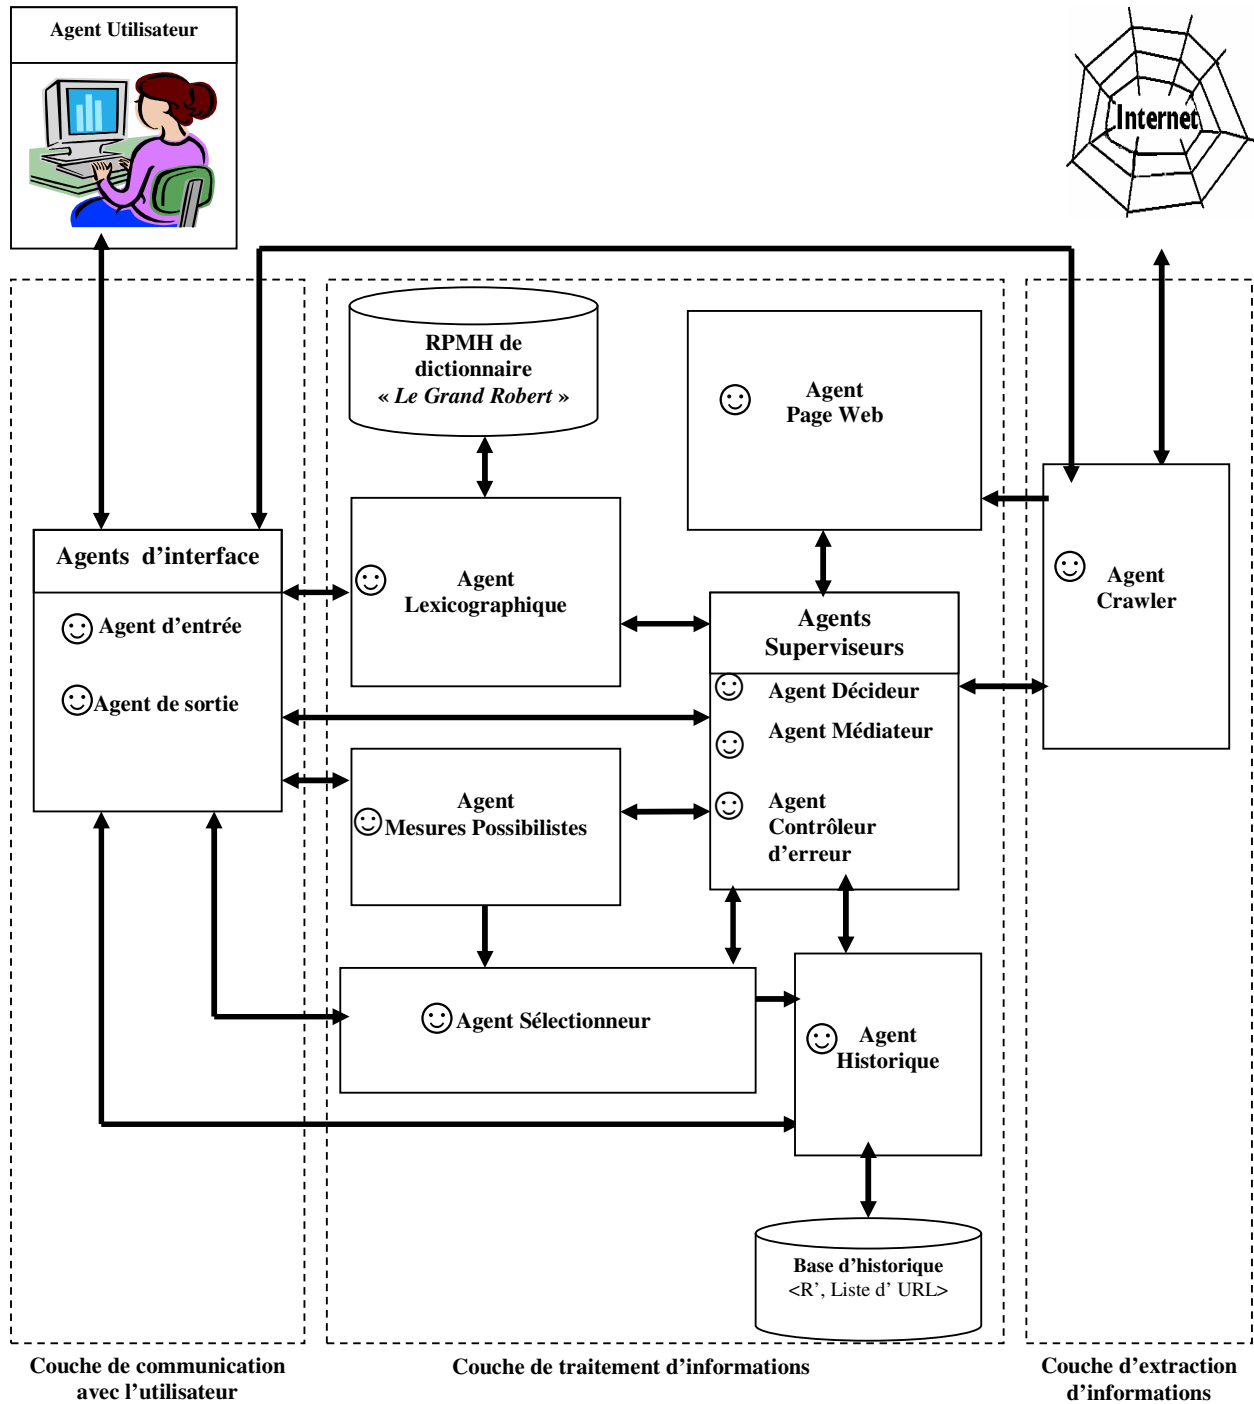 Agent Utilisateur
Internet
RPMH de
dictionnaire
« Le Grand Robert »
Agent
Page Web
Agents d’interface
Agent d’entrée
Agent de sortie
Agent
Lexicographique
Agents
Superviseurs
Agent Décideur
Agent Médiateur
Agent
Contrôleur
d’erreur
Agent
Crawler
Agent
Mesures Possibilistes
Agent Sélectionneur
Agent
Historique
Base d’historique
<R’, Liste d’ URL>
Couche de communication
avec l’utilisateur
Couche de traitement d’informations
Couche d’extraction
d’informations